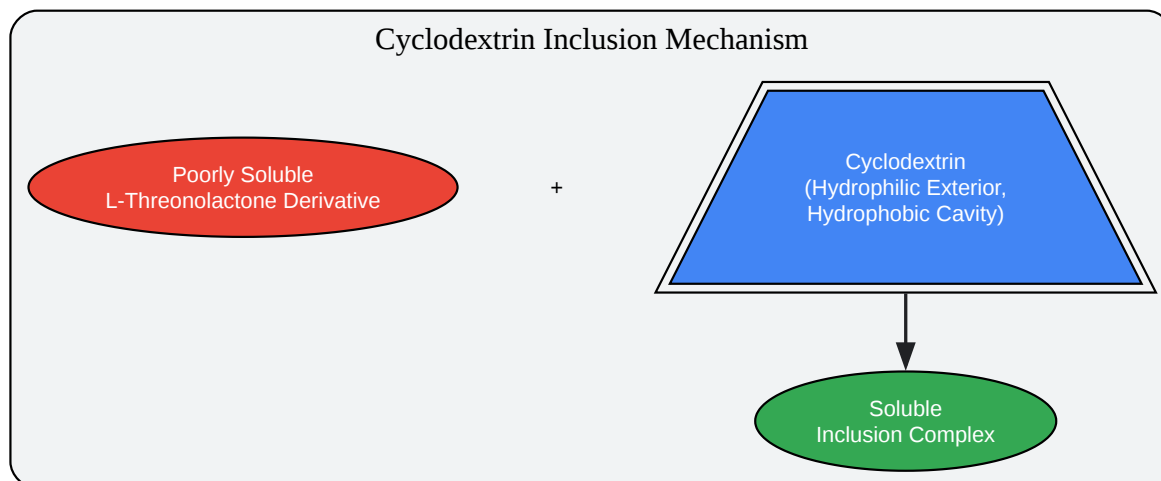 Cyclodextrin Inclusion Mechanism
Poorly Soluble
L-Threonolactone Derivative
+
Cyclodextrin
(Hydrophilic Exterior,
Hydrophobic Cavity)
Soluble
Inclusion Complex